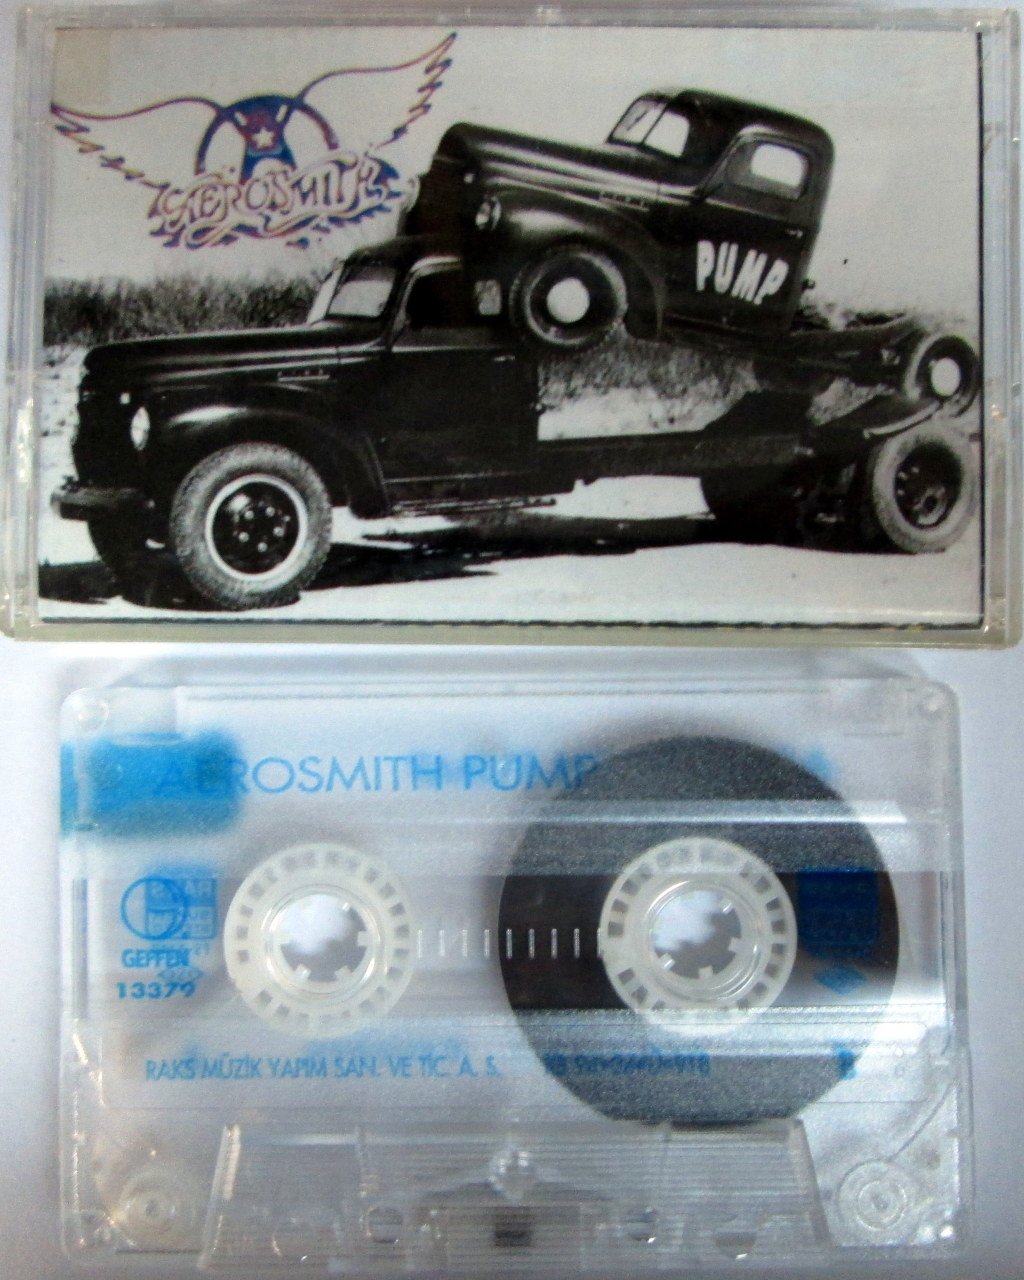 AEROSMITH
PUMP
AEROSMITH PUMP
GEFFEN
13379
RAKS MÜZİK YAPIM SAN. VE TİC. A. Ş.
B